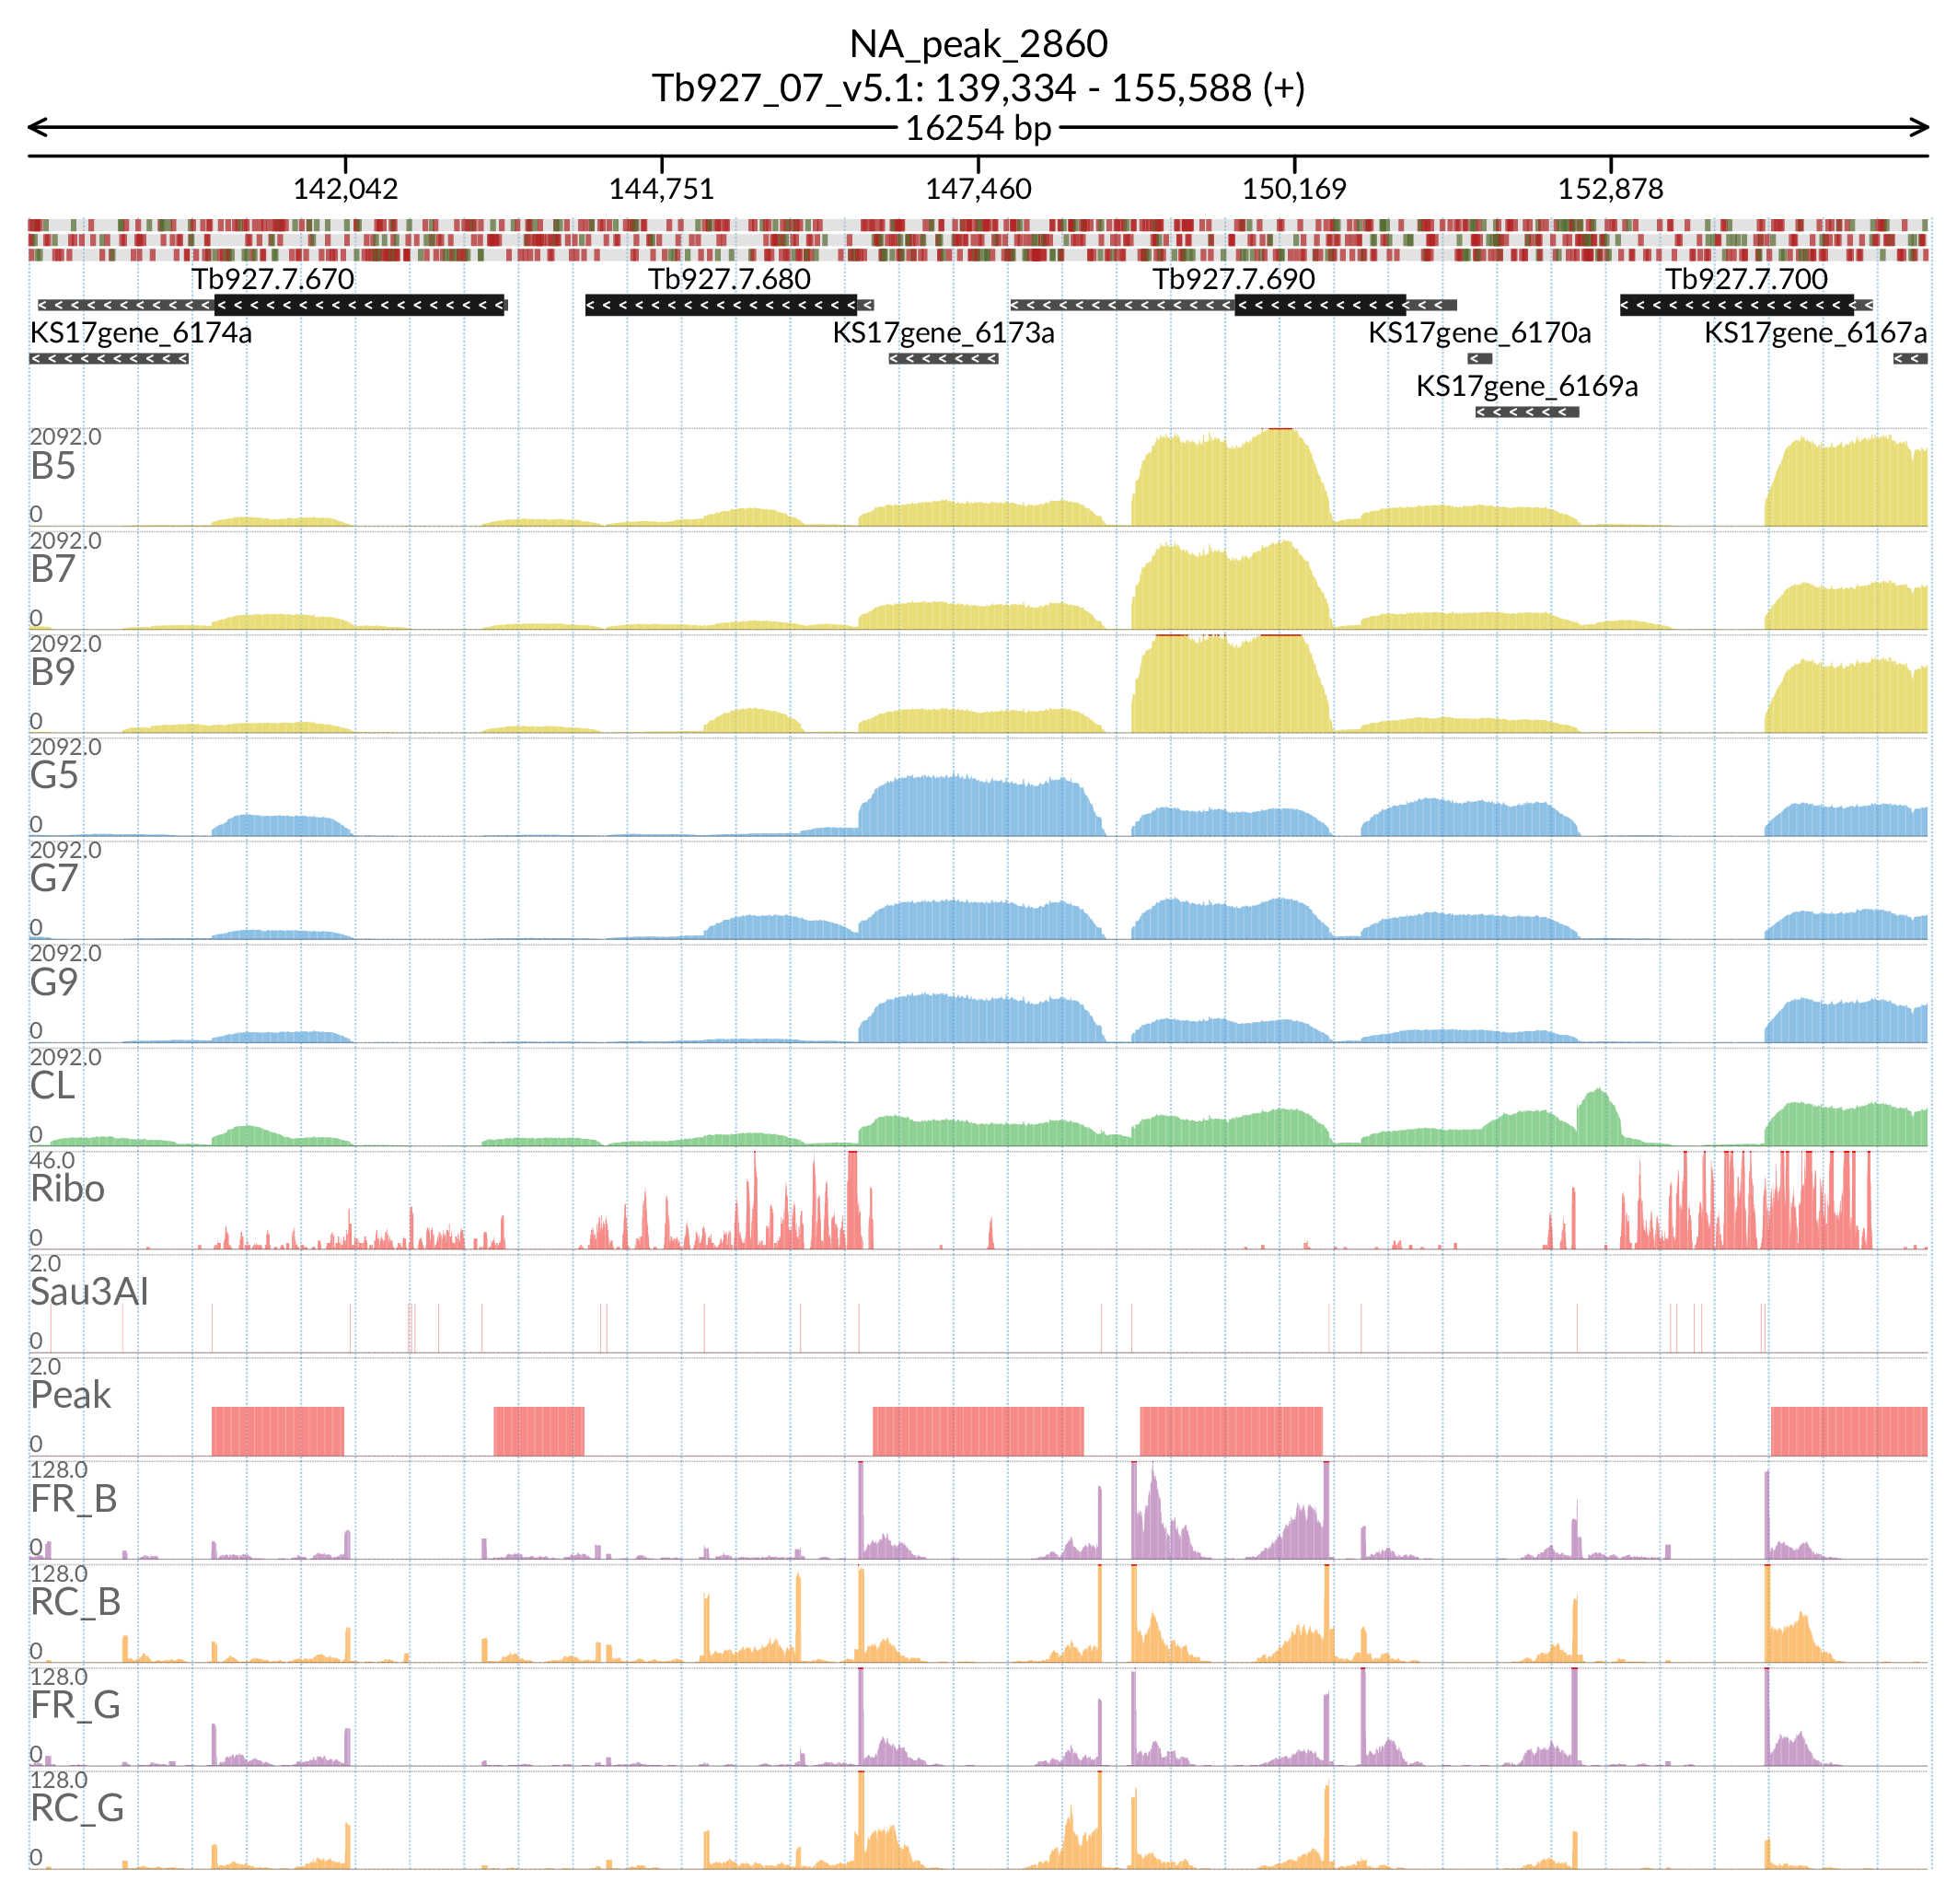 NA_peak_2860
Tb927_07_v5.1: 139,334 - 155,588 (+)
16254 bp
142,042 144,751 147,460 150,169 152,878
Tb927.7.670 Tb927.7.680 Tb927.7.690 Tb927.7.700
KS17gene_6174a KS17gene_6173a KS17gene_6170a KS17gene_6167a
KS17gene_6169a
2092.0
B5
0
2092.0
B7
0
2092.0
B9
0
2092.0
G5
0
2092.0
G7
0
2092.0
G9
0
2092.0
CL
0
46.0
Ribo
0
2.0
Sau3AI
0
2.0
Peak
0
128.0
FR_B
0
128.0
RC_B
0
128.0
FR_G
0
128.0
RC_G
0